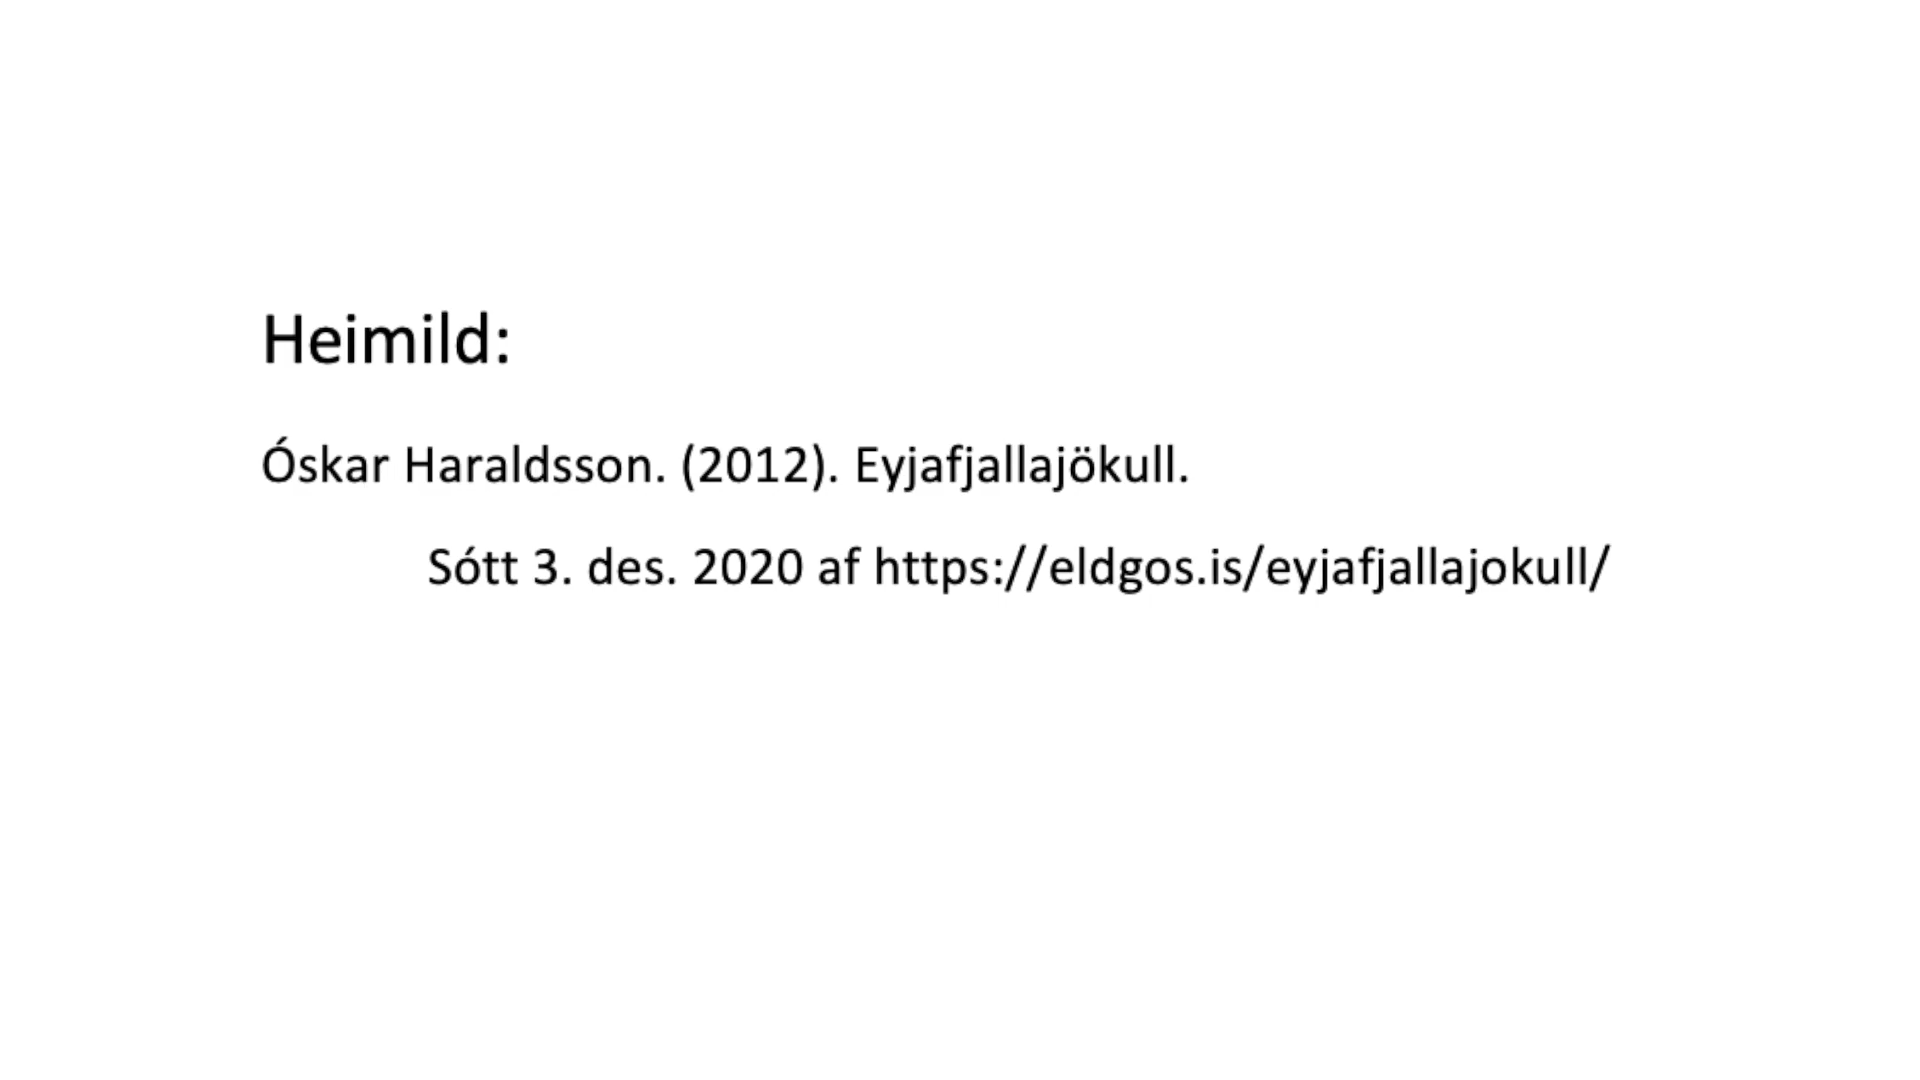 Heimild:
Óskar Haraldsson. (2012). Eyjafjallajökull.
Sótt 3. des. 2020 af https://eldgos.is/eyjafjallajokull/